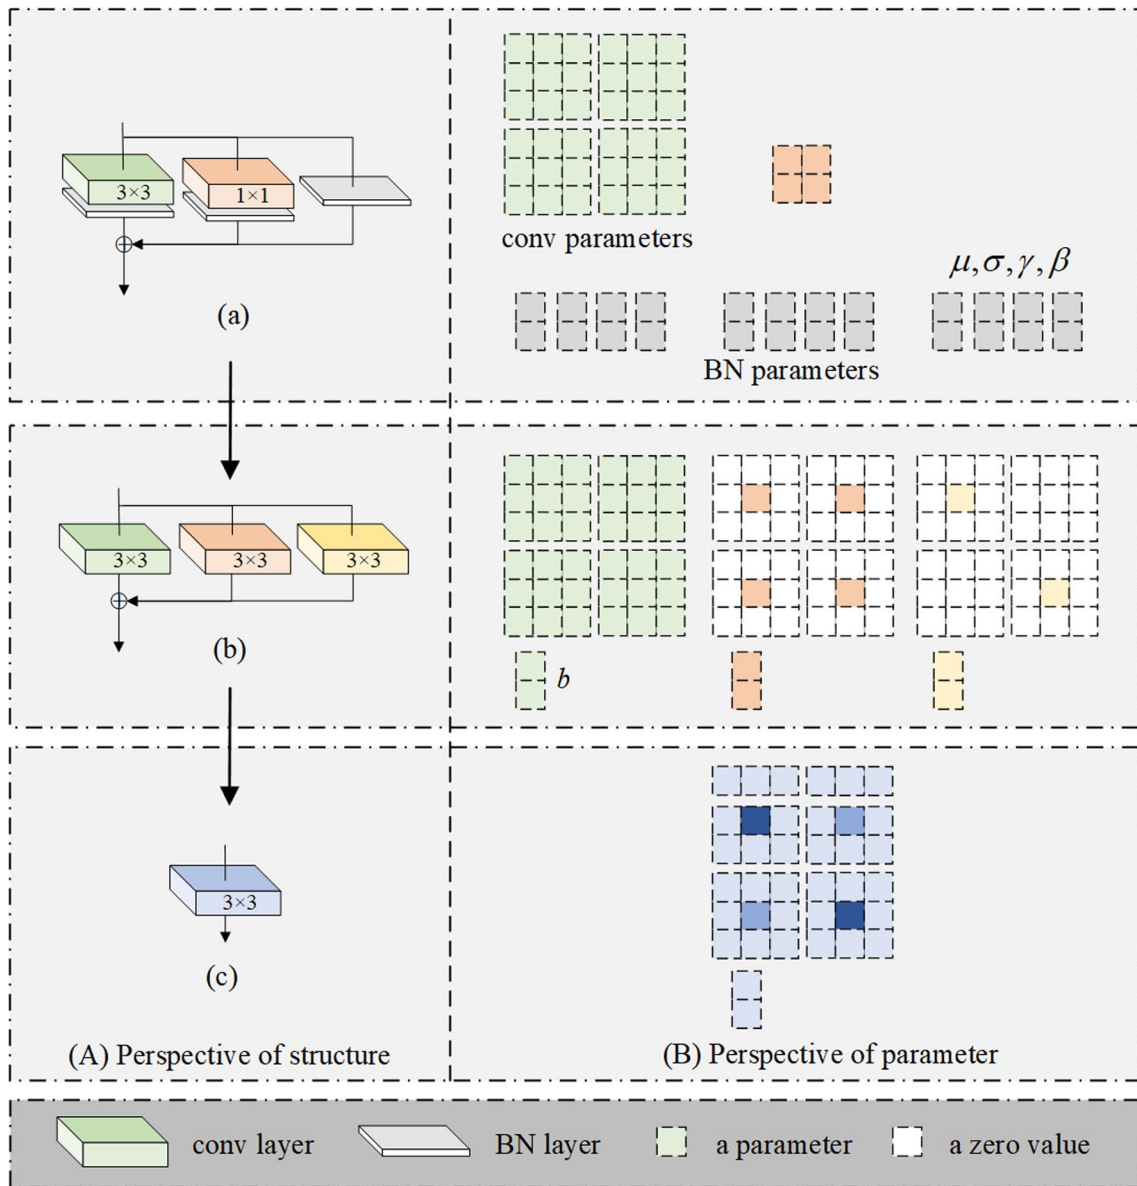 3×3
1×1
(a)
conv parameters
μ, σ, γ, β
BN parameters
3×3
3×3
3×3
(b)
b
3×3
(c)
(A) Perspective of structure
(B) Perspective of parameter
conv layer
BN layer
a parameter
a zero value